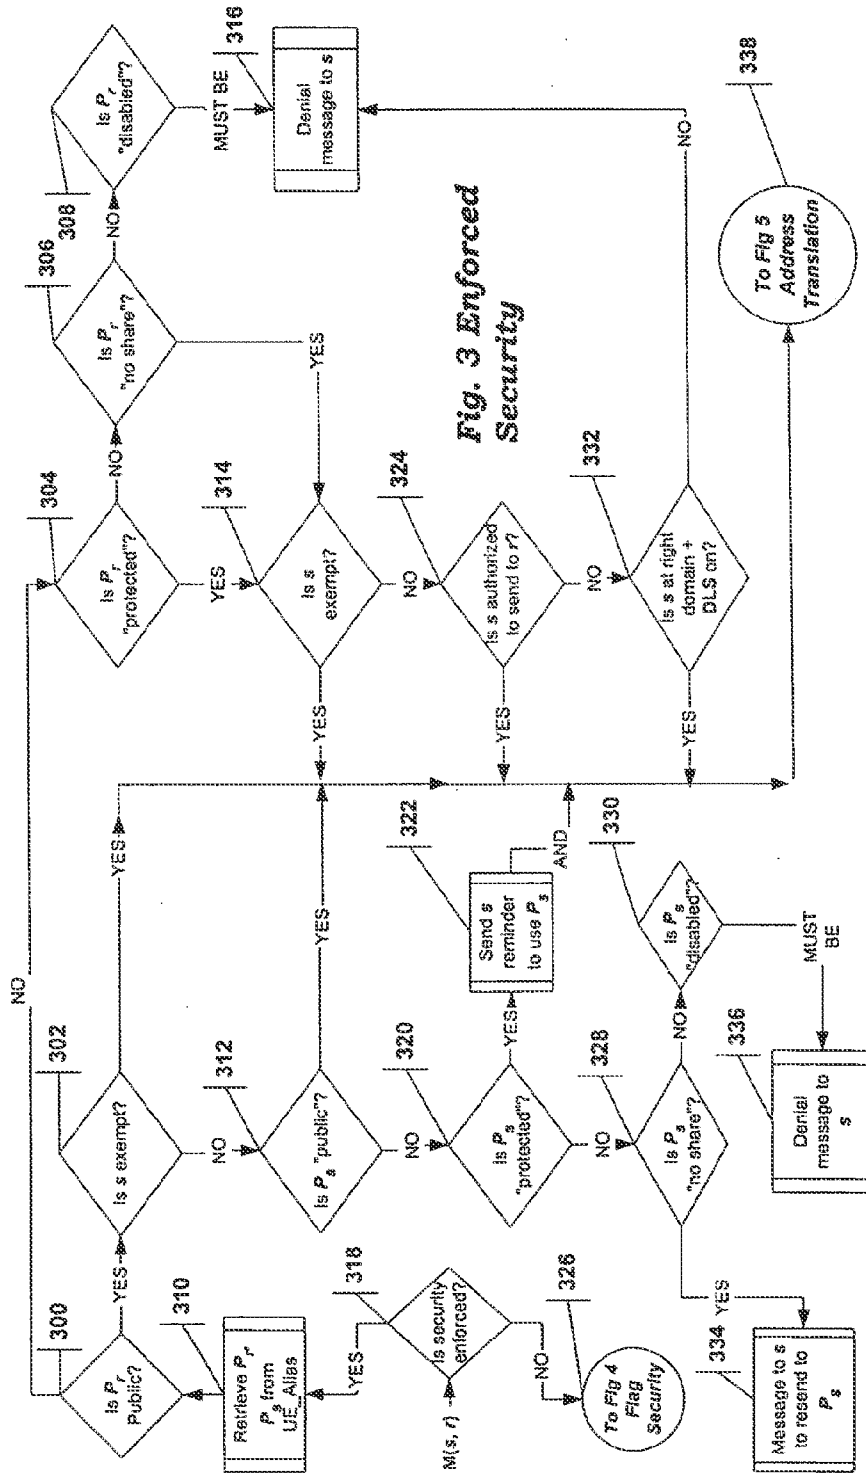 NO
300
Is Pr
Public?
YES
302
Is s exempt?
YES
304
Is Pr
"protected"?
NO
306
Is Pr
"no share"?
NO
308
Is Pr
"disabled"?
310
Retrieve Pr,
Ps from
UE_Alias
NO
312
Is Ps "public"?
YES
YES
314
Is s
exempt?
YES
YES
MUST BE
316
Denial
message to s
YES
318
M(s, r)
Is security
enforced?
NO
320
Is Ps
"protected"?
YES
322
Send s
reminder
to use Ps
AND
NO
324
Is s authorized
to send to r?
YES
Fig. 3 Enforced
Security
NO
326
To Fig 4
Flag
Security
NO
328
Is Ps
"no share"?
NO
330
Is Ps
"disabled"?
NO
332
Is s at right
domain +
DLS on?
YES
NO
YES
334
Message to s
to resend to
Ps
336
MUST
BE
Denial
message to
s
338
To Fig 5
Address
Translation